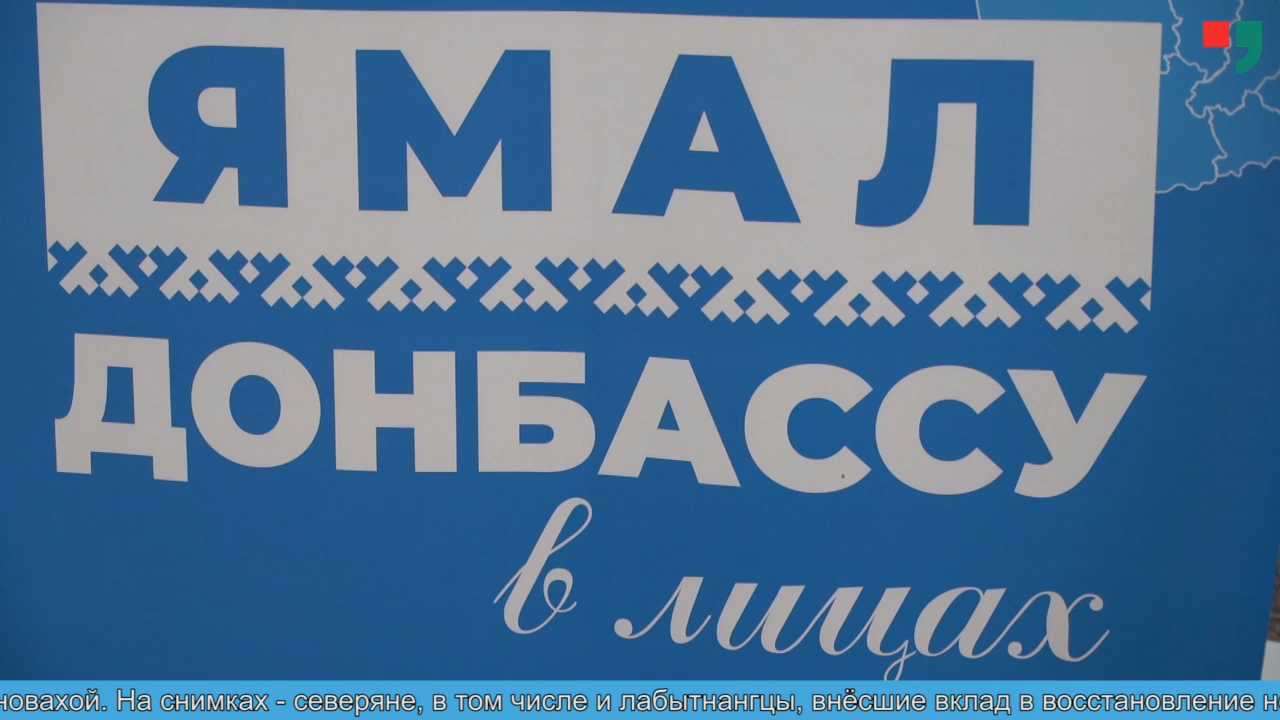 ЯМАЛ
ДОНБАССУ
в лицах
новахой. На снимках - северяне, в том числе и лабытнангцы, внёсшие вклад в восстановление н